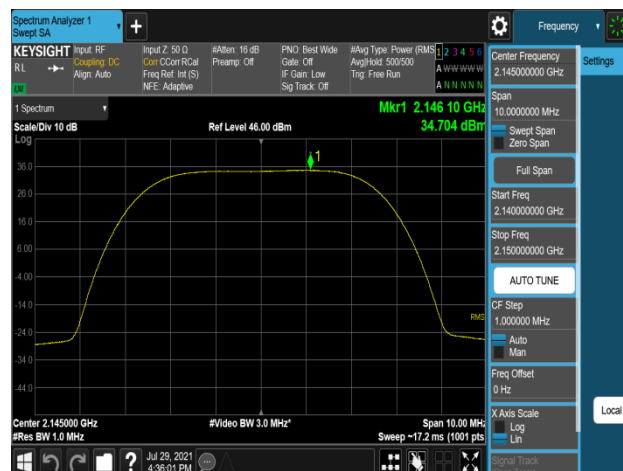 Spectrum Analyzer 1
Swept SA
+
Frequency
KEYSIGHT
RL
LXI
Input: RF
Coupling: DC
Align: Auto
Input Z: 50 Ω
Corr CCorr RCal
Freq Ref: Int (S)
NFE: Adaptive
#Atten: 16 dB
Preamp: Off
PNO: Best Wide
Gate: Off
IF Gain: Low
Sig Track: Off
#Avg Type: Power (RMS
Avg|Hold: 500/500
Trig: Free Run
1 2 3 4 5 6
A W W W W W
A N N N N N
1 Spectrum
Scale/Div 10 dB
Log
Ref Level 46.00 dBm
Mkr1 2.146 10 GHz
34.704 dBm
1
36.0
26.0
16.0
6.00
-4.00
-14.0
-24.0
-34.0
-44.0
RMS
Center 2.145000 GHz
#Res BW 1.0 MHz
#Video BW 3.0 MHz*
Span 10.00 MHz
Sweep ~17.2 ms (1001 pts
?
Jul 29, 2021
4:36:01 PM
Center Frequency
2.145000000 GHz
Span
10.0000000 MHz
Swept Span
Zero Span
Full Span
Start Freq
2.140000000 GHz
Stop Freq
2.150000000 GHz
AUTO TUNE
CF Step
1.000000 MHz
Auto
Man
Freq Offset
0 Hz
X Axis Scale
Log
Lin
Signal Track
Settings
Local